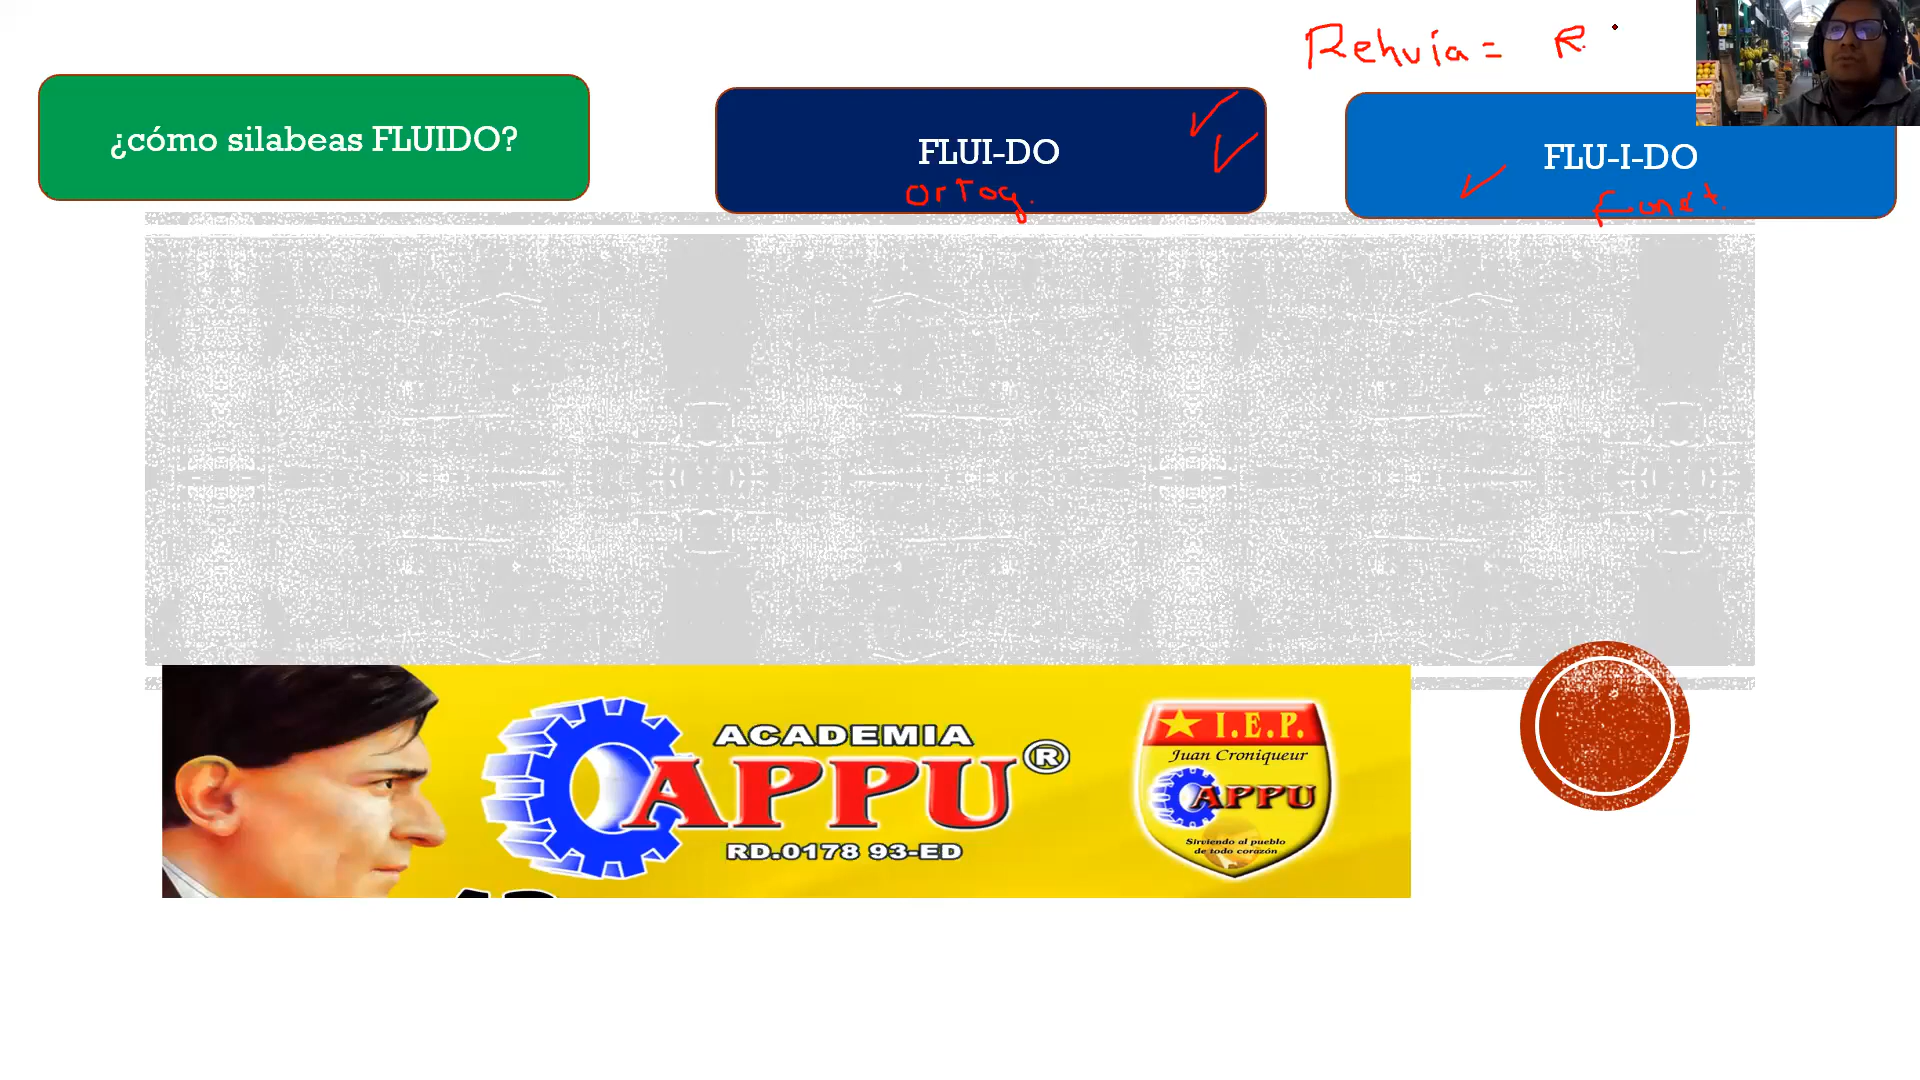 Rehuía = R
¿cómo silabeas FLUIDO?
FLUI-DO
ortog.
FLU-I-DO
ACADEMIA
APPU ®
RD.0178 93-ED
I.E.P.
Juan Croniqueur
APPU
Sirviendo al pueblo
de todo corazón